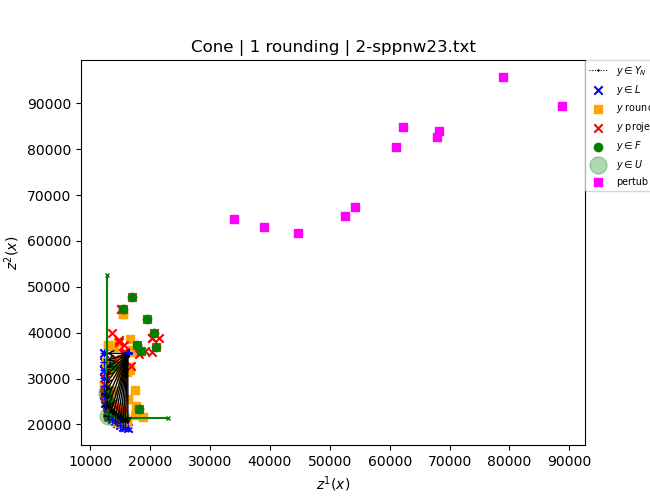 Cone | 1 rounding | 2-sppnw23.txt
z²(x)
90000
80000
70000
60000
50000
40000
30000
20000
10000 20000 30000 40000 50000 60000 70000 80000 90000
z¹(x)
y ∈ Y_N
y ∈ L
y roun
y proje
y ∈ F
y ∈ U
pertub